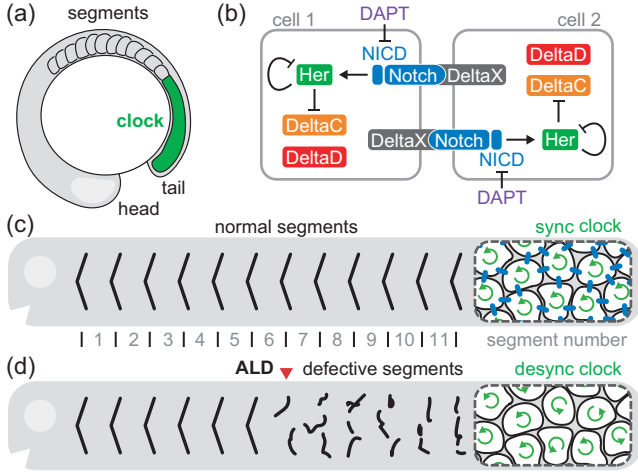 (a)
segments
clock
tail
head
(b)
cell 1
DAPT
cell 2
NICD
Her
Notch
DeltaX
DeltaC
DeltaD
DeltaD
DeltaC
DeltaX
Notch
Her
NICD
DAPT
(c)
normal segments
sync clock
1 2 3 4 5 6 7 8 9 10 11
segment number
(d)
ALD
defective segments
desync clock